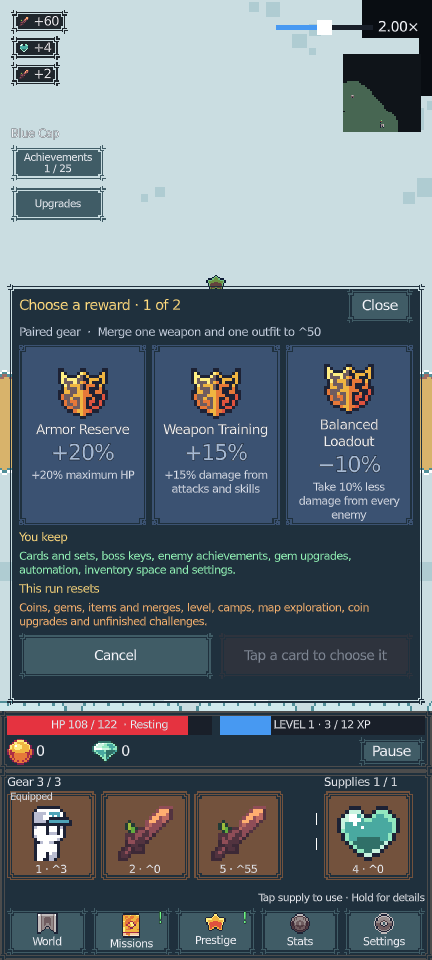 +60
2.00×
+4
+2
Blue Cap
Achievements
1 / 25
Upgrades
Choose a reward · 1 of 2
Close
Paired gear · Merge one weapon and one outfit to ^50
Armor Reserve
+20%
+20% maximum HP
Weapon Training
+15%
+15% damage from
attacks and skills
Balanced
Loadout
−10%
Take 10% less
damage from every
enemy
You keep
Cards and sets, boss keys, enemy achievements, gem upgrades,
automation, inventory space and settings.
This run resets
Coins, gems, items and merges, level, camps, map exploration, coin
upgrades and unfinished challenges.
Cancel
Tap a card to choose it
HP 108 / 122 · Resting
LEVEL 1 · 3 / 12 XP
0
0
Pause
Gear 3 / 3
Supplies 1 / 1
Equipped
1 · ^3
2 · ^0
5 · ^55
4 · ^0
Tap supply to use · Hold for details
World
Missions
!
Prestige
!
Stats
Settings